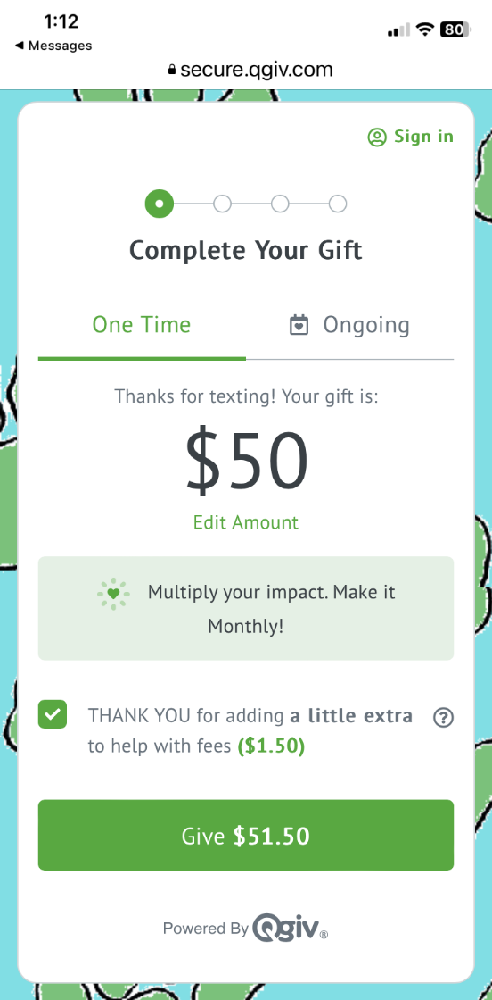 1:12
80
◀ Messages
secure.qgiv.com
Sign in
Complete Your Gift
One Time
Ongoing
Thanks for texting! Your gift is:
$50
Edit Amount
Multiply your impact. Make it
Monthly!
THANK YOU for adding a little extra
to help with fees ($1.50)
Give $51.50
Powered By Qgiv®